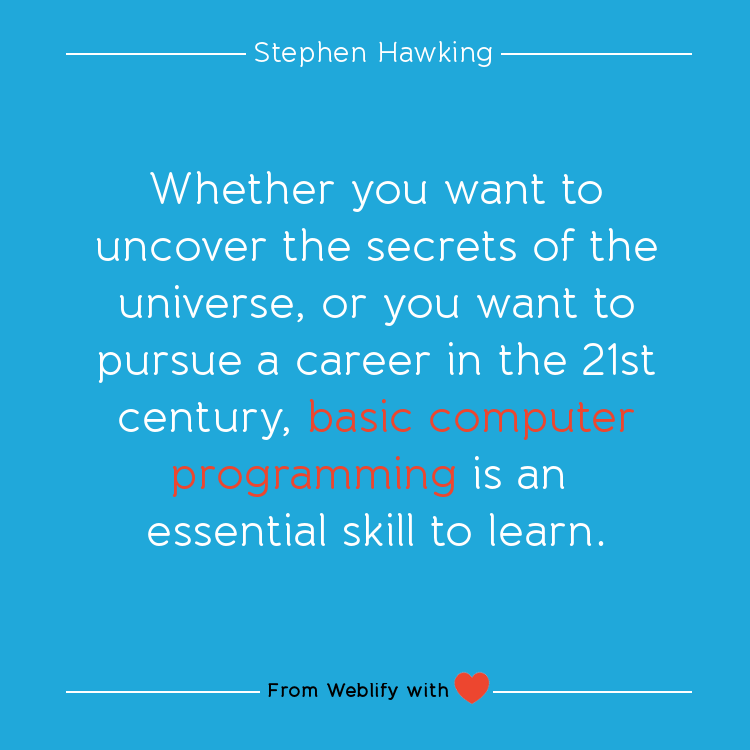 Stephen Hawking
Whether you want to
uncover the secrets of the
universe, or you want to
pursue a career in the 21st
century, basic computer
programming is an
essential skill to learn.
From Weblify with